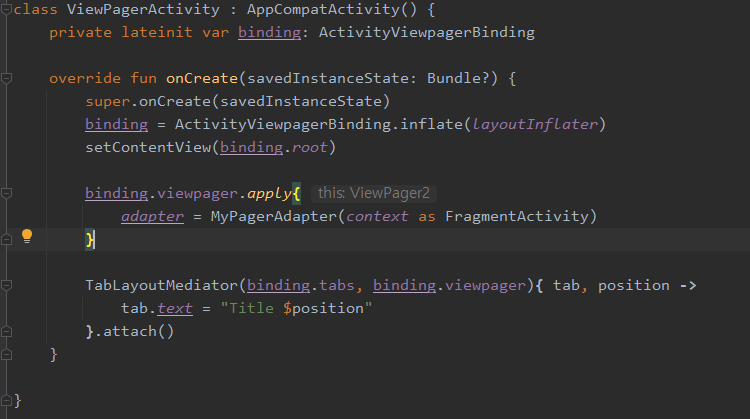 class ViewPagerActivity : AppCompatActivity() {
    private lateinit var binding: ActivityViewpagerBinding

    override fun onCreate(savedInstanceState: Bundle?) {
        super.onCreate(savedInstanceState)
        binding = ActivityViewpagerBinding.inflate(layoutInflater)
        setContentView(binding.root)

        binding.viewpager.apply{ this: ViewPager2
            adapter = MyPagerAdapter(context as FragmentActivity)
        }

        TabLayoutMediator(binding.tabs, binding.viewpager){ tab, position ->
            tab.text = "Title $position"
        }.attach()
    }

}